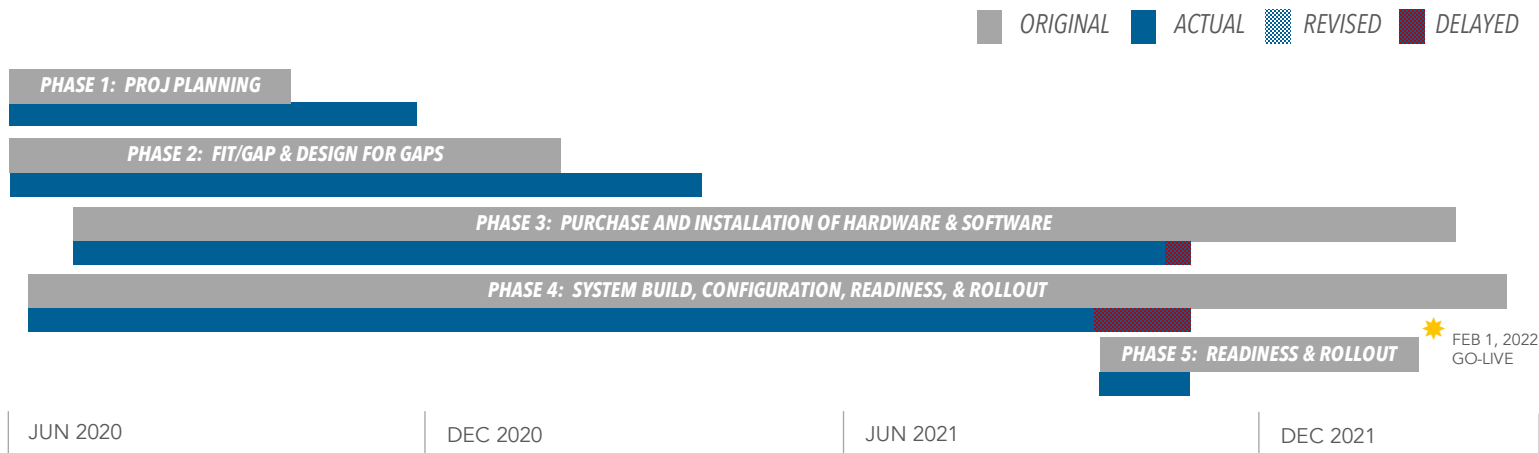 ORIGINAL ACTUAL REVISED DELAYED
PHASE 1: PROJ PLANNING
PHASE 2: FIT/GAP & DESIGN FOR GAPS
PHASE 3: PURCHASE AND INSTALLATION OF HARDWARE & SOFTWARE
PHASE 4: SYSTEM BUILD, CONFIGURATION, READINESS, & ROLLOUT
PHASE 5: READINESS & ROLLOUT
FEB 1, 2022
GO-LIVE
JUN 2020 DEC 2020 JUN 2021 DEC 2021